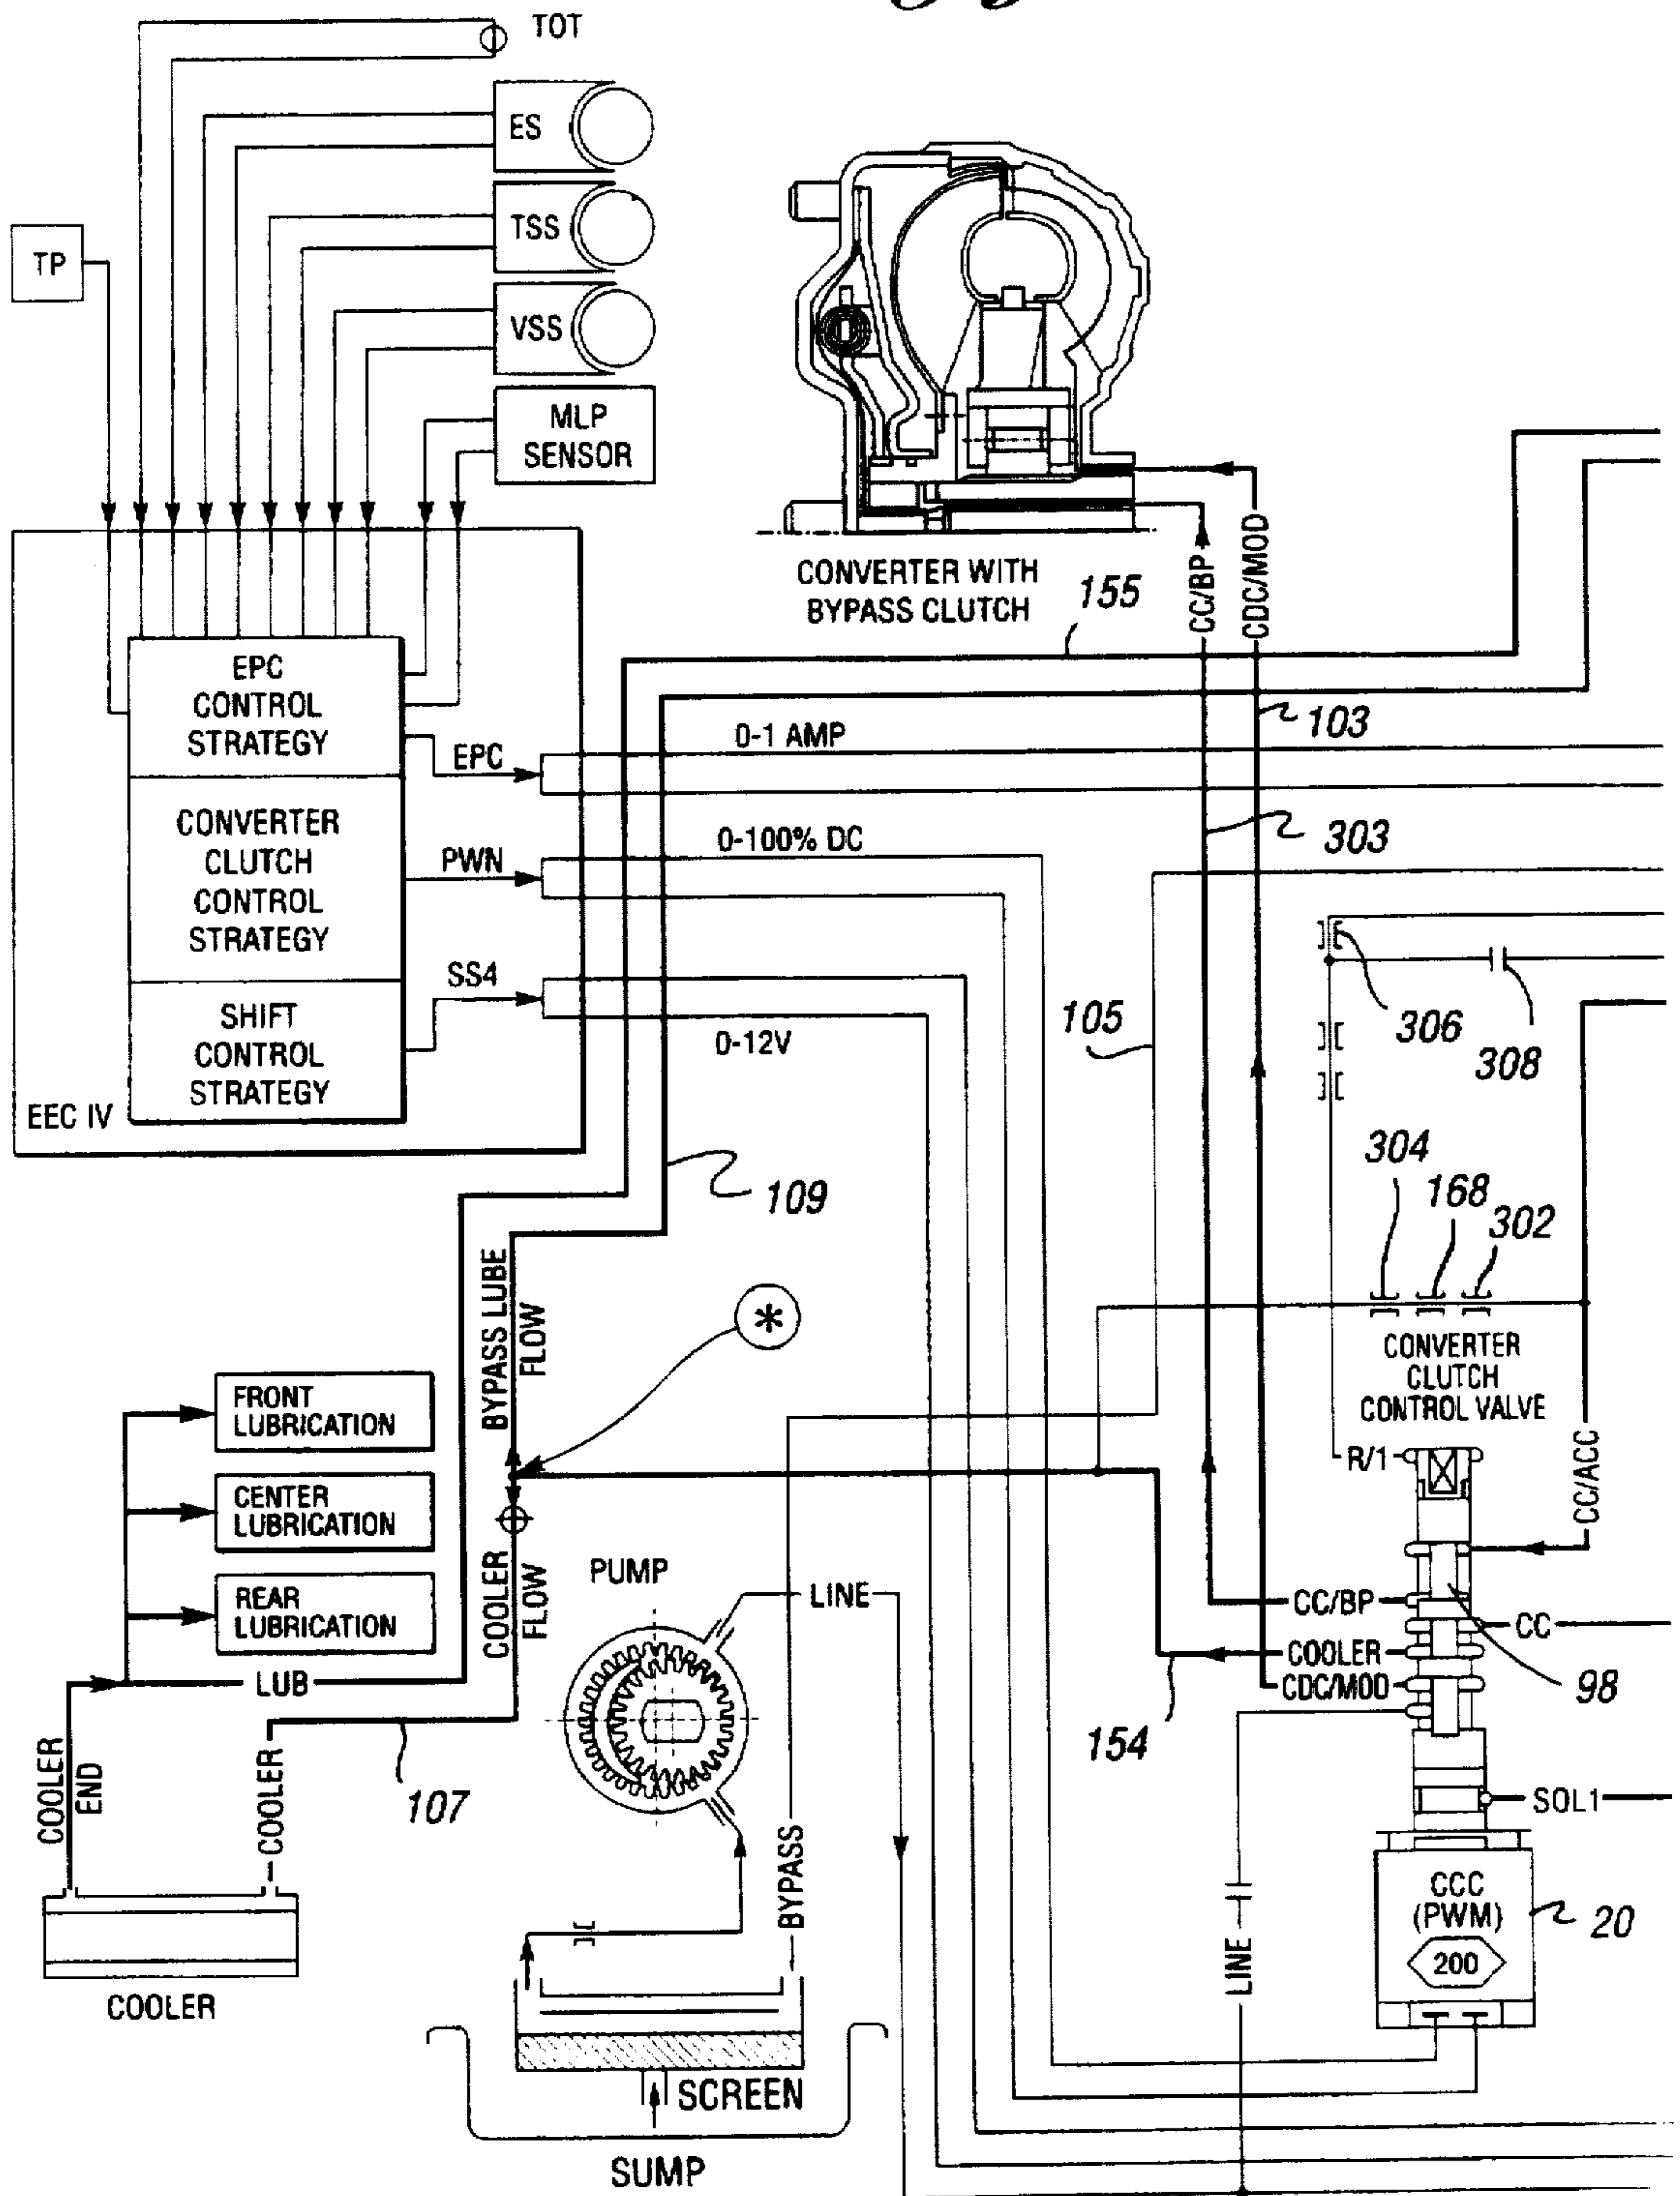 TOT
ES
TSS
TP
VSS
MLP
SENSOR
CONVERTER WITH
BYPASS CLUTCH
155
CC/BP
CDC/MOD
EPC
CONTROL
STRATEGY
EPC
0-1 AMP
103
CONVERTER
CLUTCH
CONTROL
STRATEGY
PWN
0-100% DC
303
SHIFT
CONTROL
STRATEGY
SS4
0-12V
EEC IV
105
306
308
109
304
168
302
BYPASS LUBE
FLOW
*
CONVERTER
CLUTCH
CONTROL VALVE
FRONT
LUBRICATION
CENTER
LUBRICATION
REAR
LUBRICATION
R/1
CC/ACC
COOLER
FLOW
PUMP
LINE
CC/BP
CC
COOLER
CDC/MOD
98
LUB
154
COOLER
END
COOLER
107
SOL1
BYPASS
LINE
CCC
(PWM)
200
20
COOLER
SCREEN
SUMP